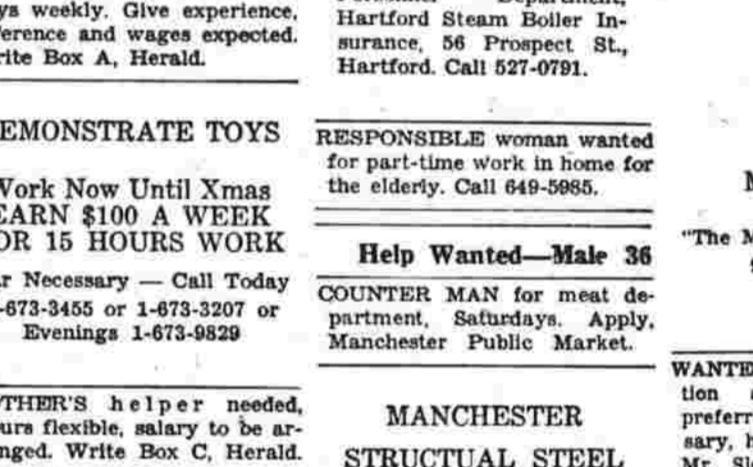 ys weekly. Give experience,
erence and wages expected.
rite Box A, Herald.
EMONSTRATE TOYS
Work Now Until Xmas
EARN $100 A WEEK
OR 15 HOURS WORK
r Necessary — Call Today
-673-3455 or 1-673-3207 or
Evenings 1-673-9829
THER'S helper needed,
urs flexible, salary to be ar-
nged. Write Box C, Herald.
Department,
Hartford Steam Boiler In-
surance, 56 Prospect St.,
Hartford. Call 527-0791.
RESPONSIBLE woman wanted
for part-time work in home for
the elderly. Call 649-5985.
Help Wanted—Male 36
COUNTER MAN for meat de-
partment, Saturdays. Apply,
Manchester Public Market.
MANCHESTER
STRUCTUAL STEEL
"The M
WANTE
tion
preferr
sary,
Mr.